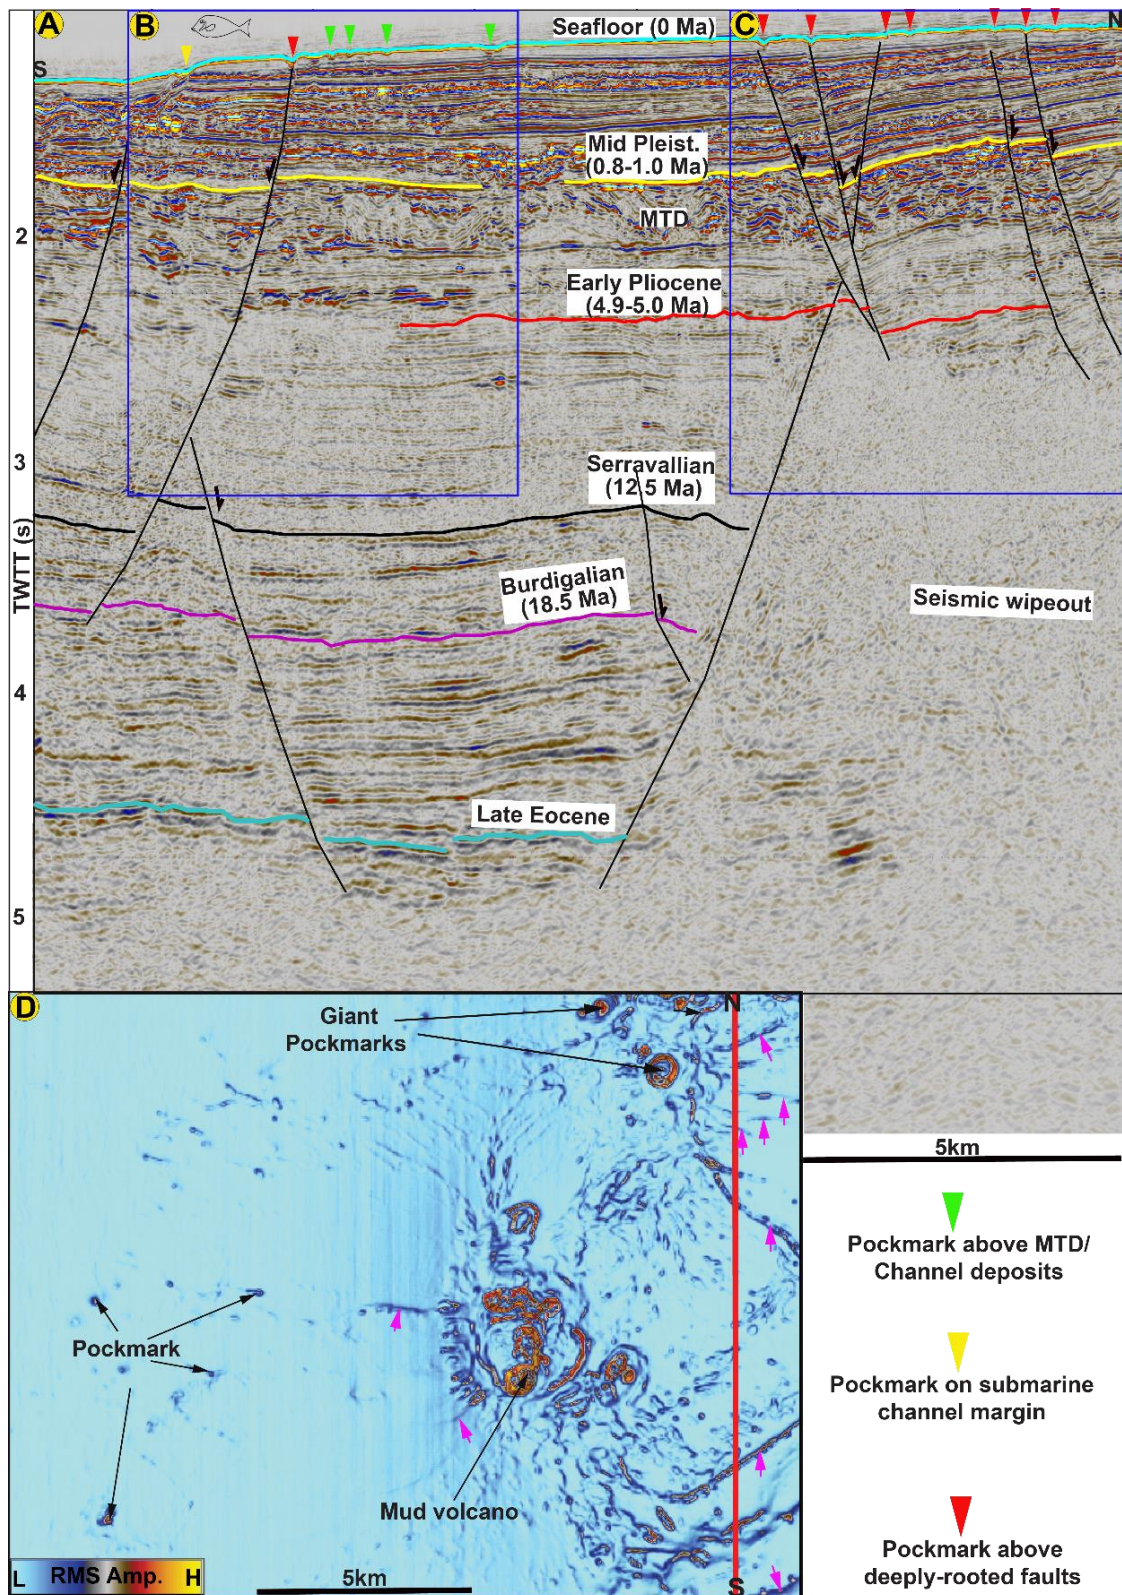 A
B
C
Seafloor (0 Ma)
S
N
Mid Pleist.
(0.8-1.0 Ma)
MTD
2
Early Pliocene
(4.9-5.0 Ma)
3
Serravallian
(12.5 Ma)
TWTT (s)
Burdigalian
(18.5 Ma)
Seismic wipeout
4
Late Eocene
5
D
Giant
Pockmarks
N
5km
Pockmark above MTD/
Channel deposits
Pockmark
Pockmark on submarine
channel margin
Mud volcano
Pockmark above
deeply-rooted faults
L RMS Amp. H
5km
S